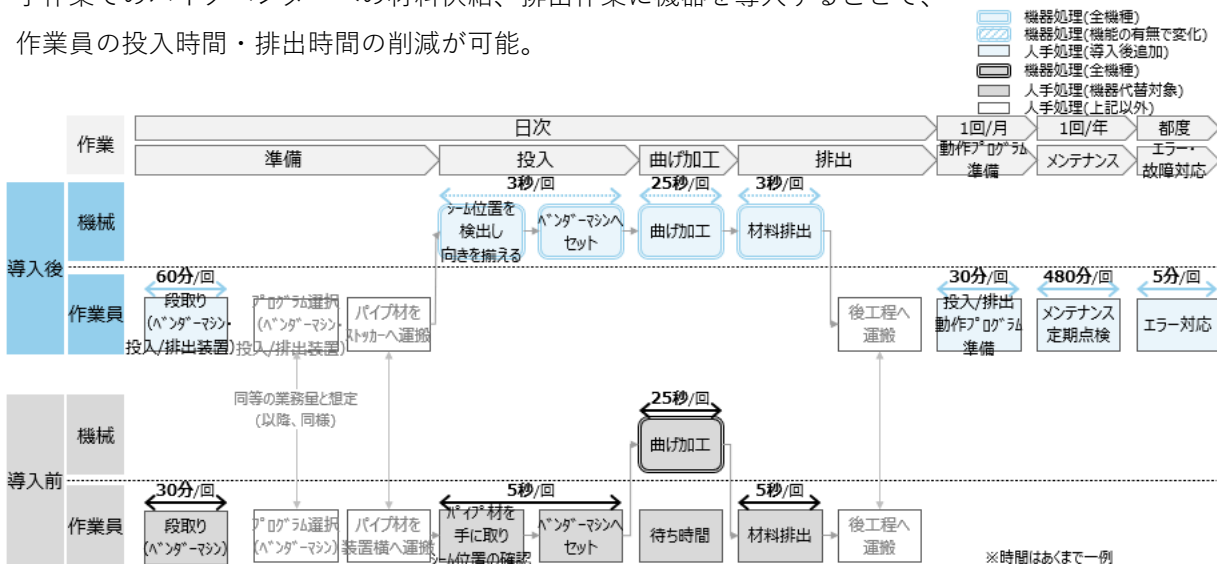 作業員の投入時間・排出時間の削減が可能。
機器処理(全機種)
機器処理(機能の有無で変化)
人手処理(導入後追加)
機器処理(全機種)
人手処理(機器代替対象)
人手処理(上記以外)
作業
日次
1回/月
1回/年
都度
準備
投入
曲げ加工
排出
動作ﾌﾟﾛｸﾞﾗﾑ
準備
メンテナンス
エラー・
故障対応
導入後
機械
3秒/回
25秒/回
3秒/回
ｼｰﾑ位置を
検出し
向きを揃える
ﾍﾞﾝﾀﾞｰﾏｼﾝへ
セット
曲げ加工
材料排出
作業員
60分/回
段取り
(ﾍﾞﾝﾀﾞｰﾏｼﾝ・
投入/排出装置)
ﾌﾟﾛｸﾞﾗﾑ選択
(ﾍﾞﾝﾀﾞｰﾏｼﾝ・
投入/排出装置)
パイプ材を
ｽﾄｯｶｰへ運搬
後工程へ
運搬
30分/回
投入/排出
動作ﾌﾟﾛｸﾞﾗﾑ
準備
480分/回
メンテナンス
定期点検
5分/回
エラー対応
同等の業務量と想定
(以降、同様)
導入前
機械
25秒/回
曲げ加工
作業員
30分/回
段取り
(ﾍﾞﾝﾀﾞｰﾏｼﾝ)
ﾌﾟﾛｸﾞﾗﾑ選択
(ﾍﾞﾝﾀﾞｰﾏｼﾝ)
パイプ材を
装置横へ運搬
5秒/回
ﾊﾟｲﾌﾟ材を
手に取り
ｼｰﾑ位置の確認
ﾍﾞﾝﾀﾞｰﾏｼﾝへ
セット
待ち時間
5秒/回
材料排出
後工程へ
運搬
※時間はあくまで一例